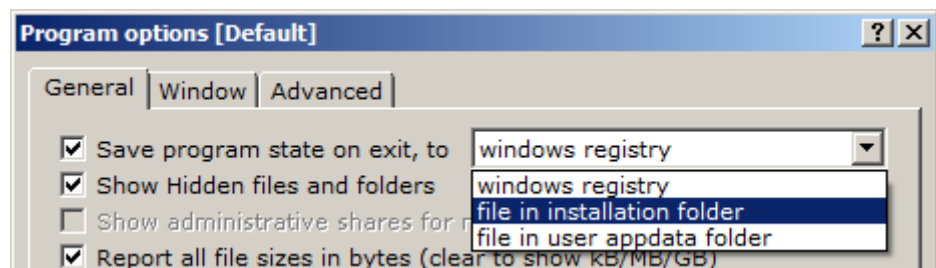 Program options [Default]
General Window Advanced
Save program state on exit, to windows registry
Show Hidden files and folders windows registry
file in installation folder
Show administrative shares for
file in user appdata folder
Report all file sizes in bytes (clear to show kB/MB/GB)